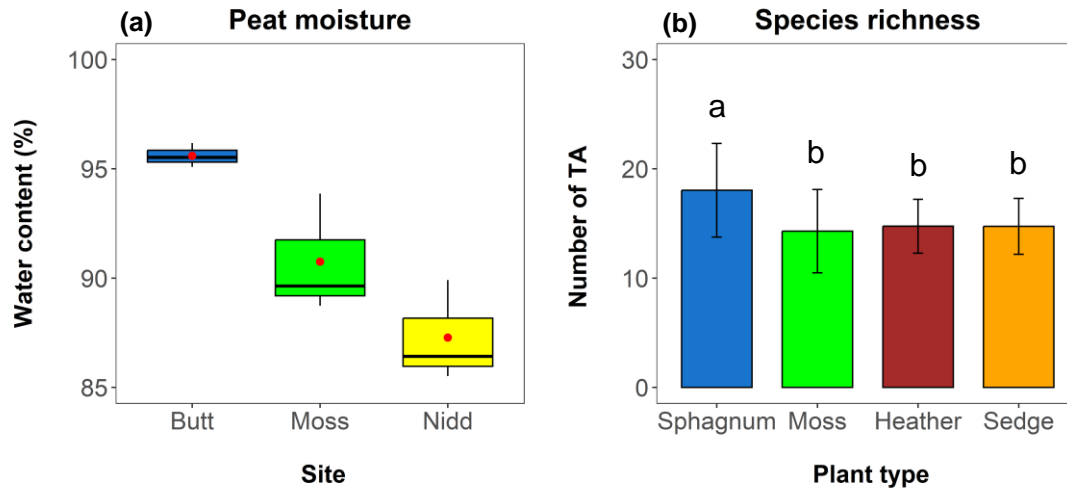 (a) Peat moisture
Water content (%)
100
95
90
85
Butt Moss Nidd
Site
(b) Species richness
Number of TA
30
20
10
0
a
b
b
b
Sphagnum Moss Heather Sedge
Plant type